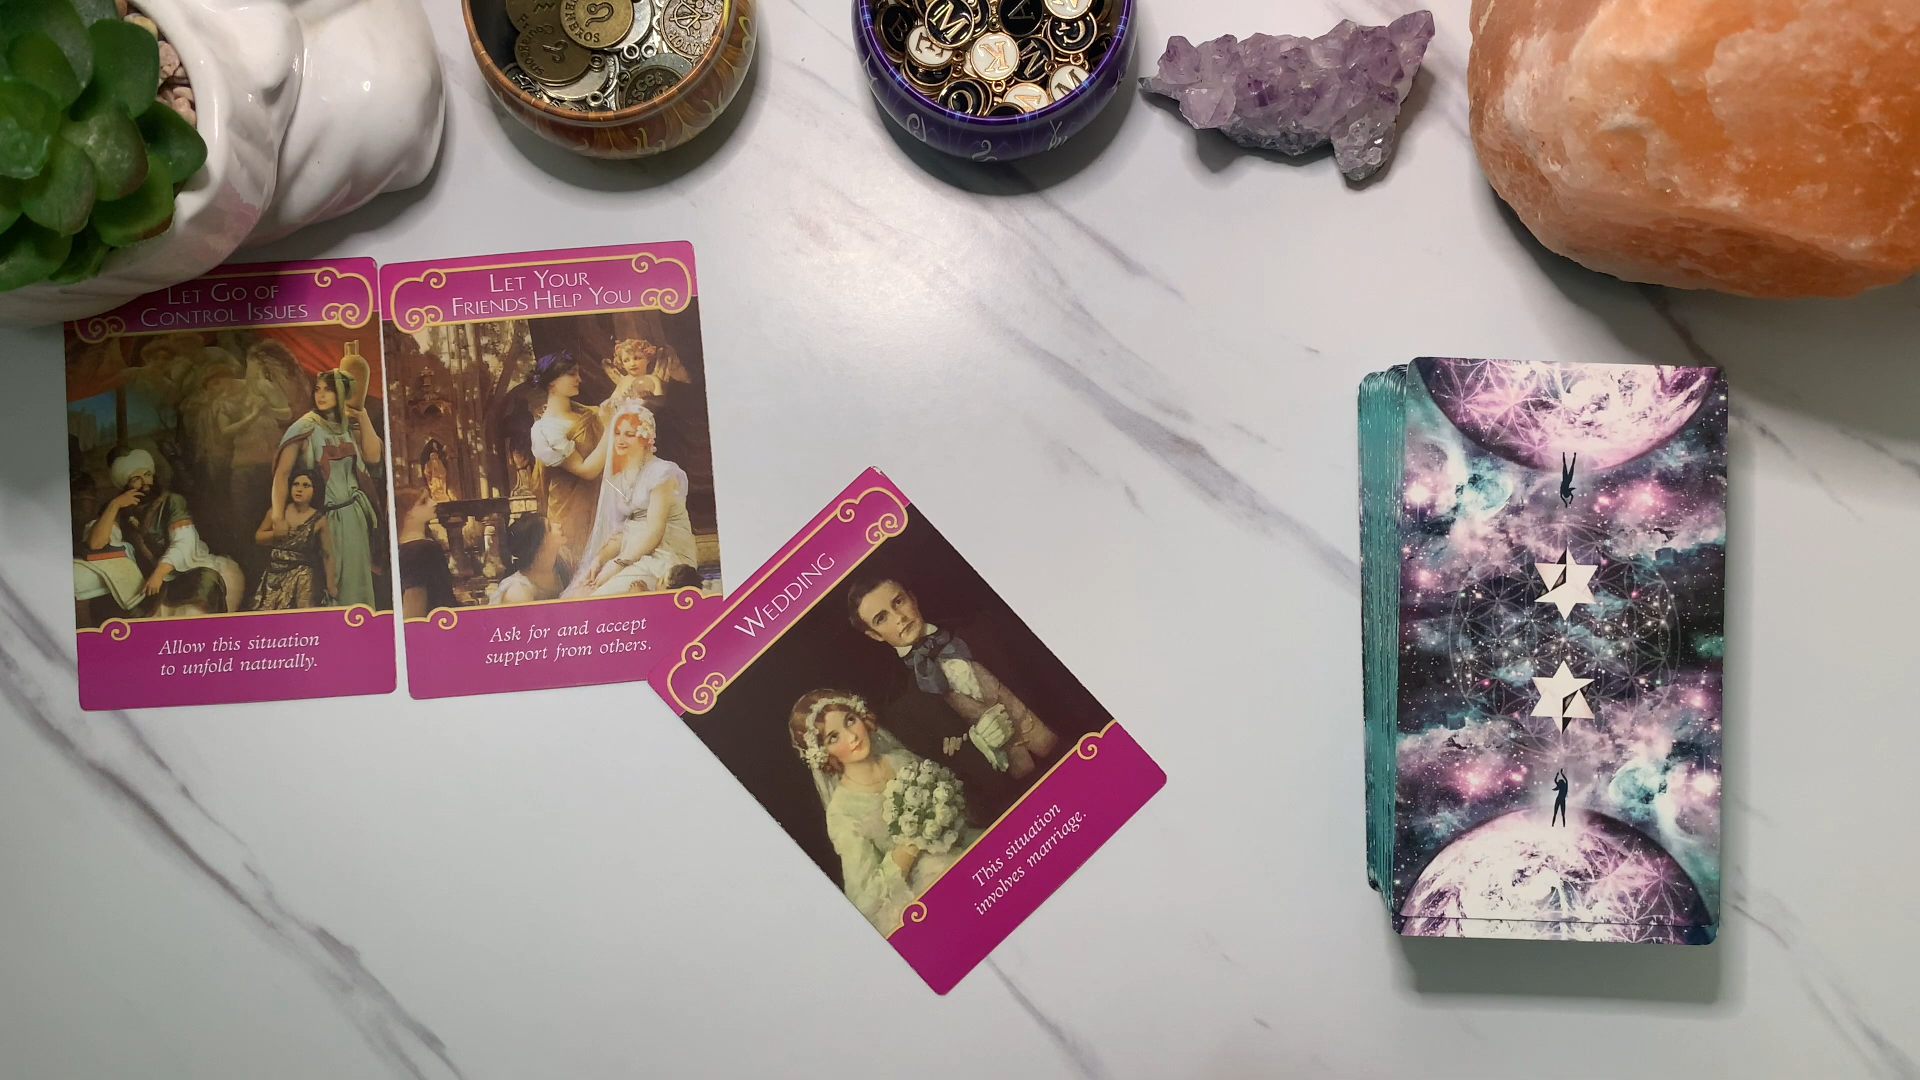 LET GO OF
CONTROL ISSUES
Allow this situation
to unfold naturally.
LET YOUR
FRIENDS HELP YOU
Ask for and accept
support from others.
WEDDING
This situation
involves marriage.
M
A
K